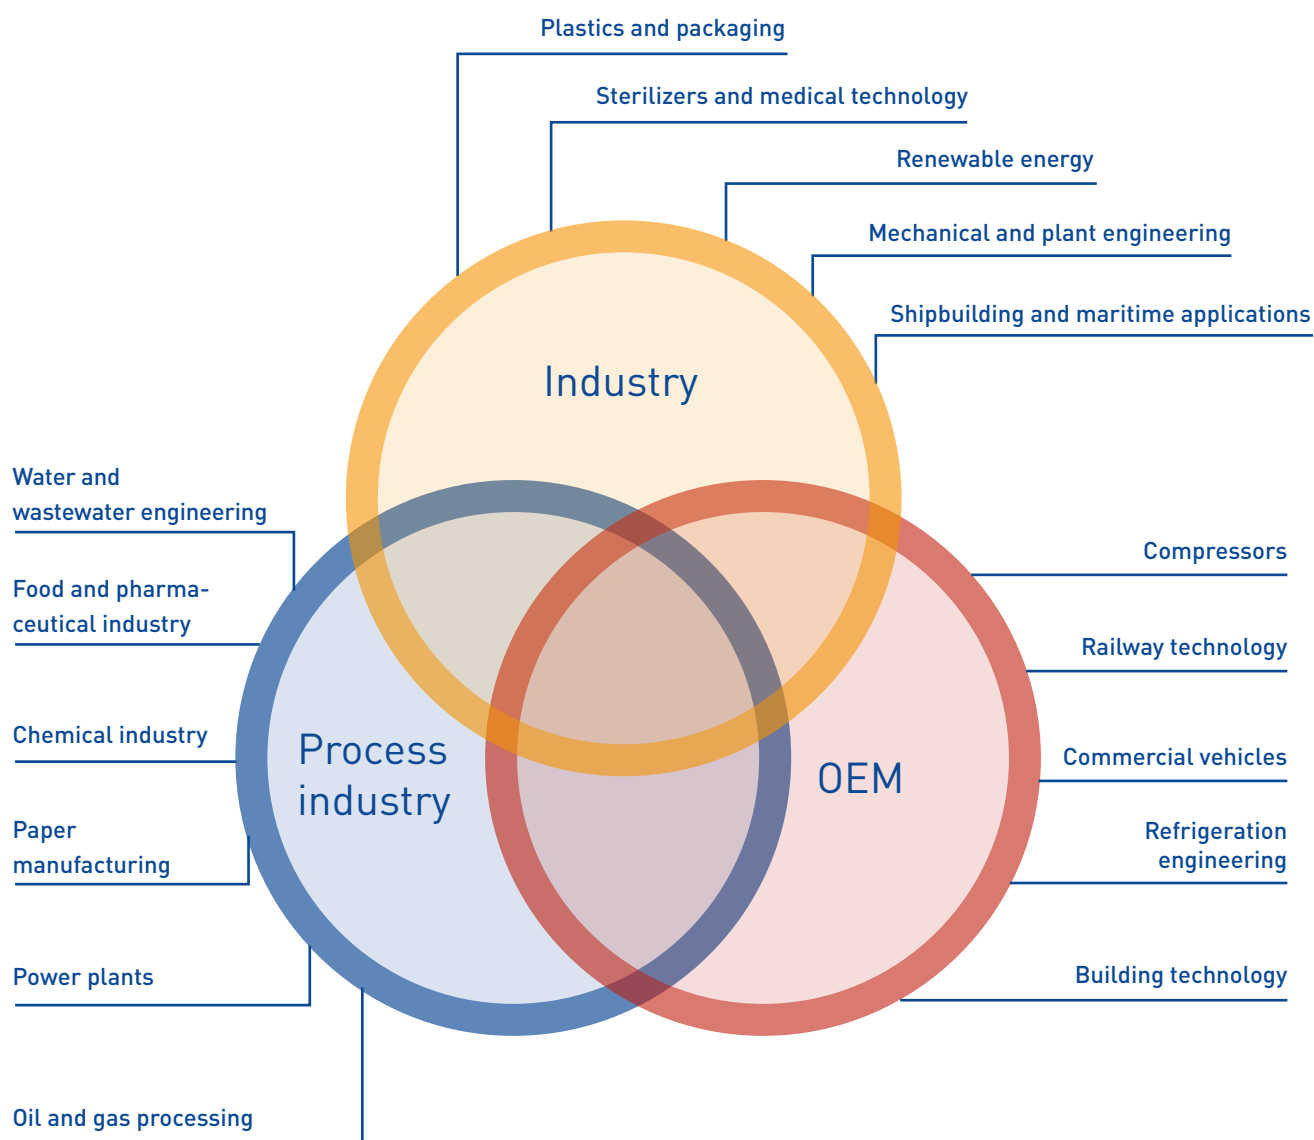 Plastics and packaging
Sterilizers and medical technology
Renewable energy
Mechanical and plant engineering
Shipbuilding and maritime applications
Industry
Water and
wastewater engineering
Food and pharma-
ceutical industry
Chemical industry
Paper
manufacturing
Power plants
Oil and gas processing
Process
industry
OEM
Compressors
Railway technology
Commercial vehicles
Refrigeration
engineering
Building technology